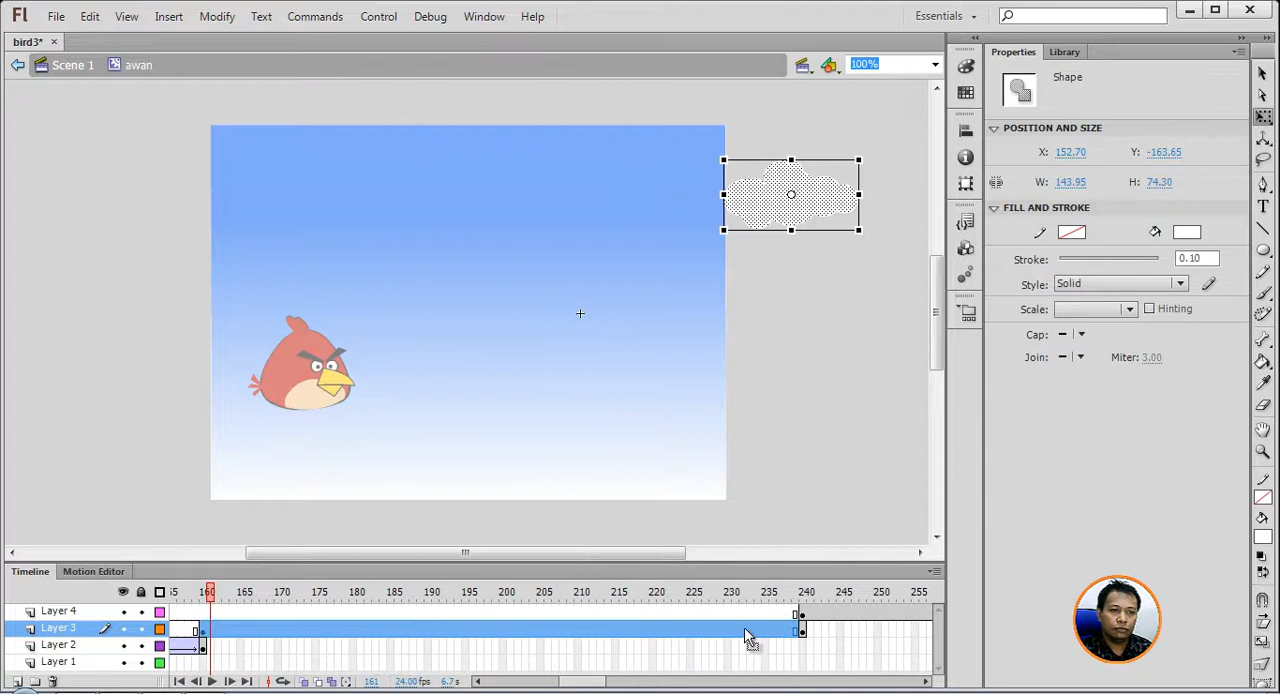 Fl File Edit View Insert Modify Text Commands Control Debug Window Help Essentials
bird3* ×
Scene 1 awan 100%
Properties Library
Shape
POSITION AND SIZE
X: 152.70 Y: -163.65
W: 143.95 H: 74.30
FILL AND STROKE
Stroke: 0.10
Style: Solid
Scale: Hinting
Cap:
Join: Miter: 3.00
Timeline Motion Editor
160 165 170 175 180 185 190 195 200 205 210 215 220 225 230 235 240 245 250 255
Layer 4
Layer 3
Layer 2
Layer 1
161 24.00 fps 6.7 s